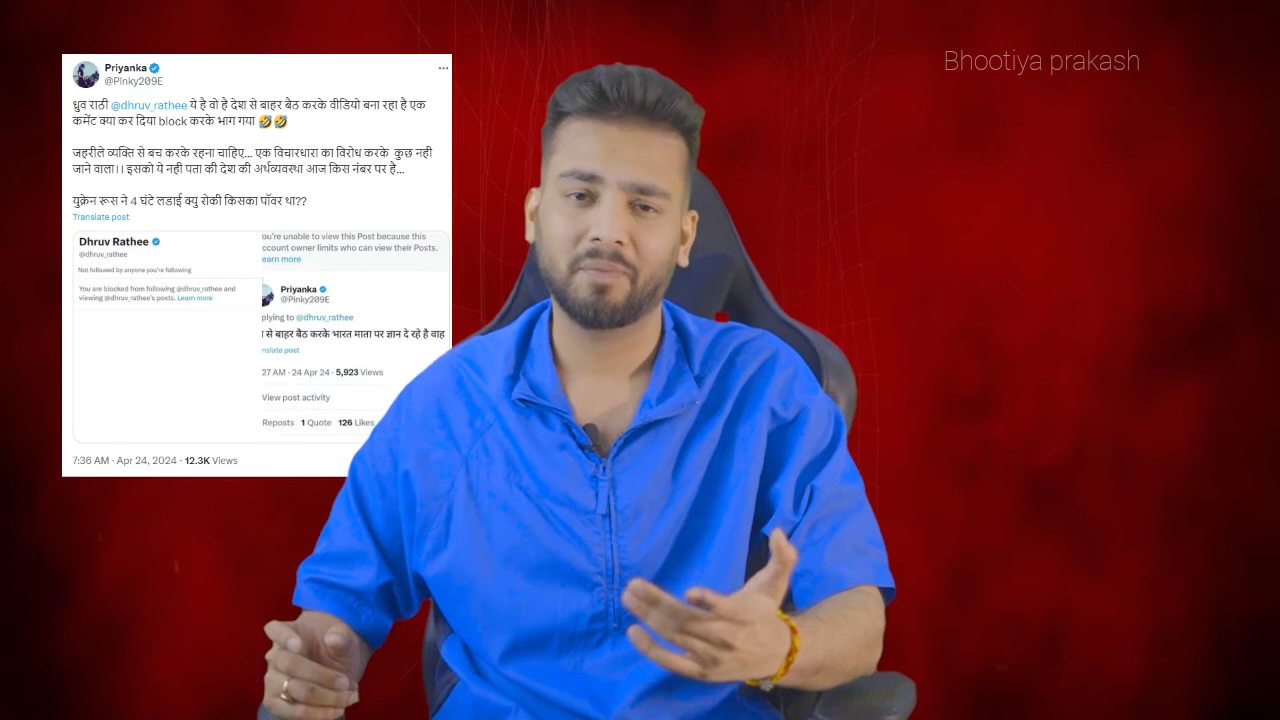 Bhootiya prakash
Priyanka
@Pinky209E
ध्रुव राठी @dhruv_rathee ये है वो है देश से बाहर बैठ करके वीडियो बना रहा है एक
कमेंट क्या कर दिया block करके भाग गया 🤣🤣
जहरीले व्यक्ति से बच करके रहना चाहिए... एक विचारधारा का विरोध करके कुछ नही
जाने वाला।। इसको ये नही पता की देश की अर्थव्यवस्था आज किस नंबर पर है...
युक्रेन रूस ने 4 घंटे लडाई क्यु रोकी किसका पॉवर था??
Translate post
Dhruv Rathee
@dhruv_rathee
Not followed by anyone you're following
You are blocked from following @dhruv_rathee and
viewing @dhruv_rathee's posts. Learn more
ou're unable to view this Post because this
ccount owner limits who can view their Posts.
earn more
Priyanka
@Pinky209E
plying to @dhruv_rathee
से बाहर बैठ करके भारत माता पर ज्ञान दे रहे है वाह
nslate post
27 AM · 24 Apr 24 · 5,923 Views
View post activity
Reposts 1 Quote 126 Likes
7:36 AM · Apr 24, 2024 · 12.3K Views